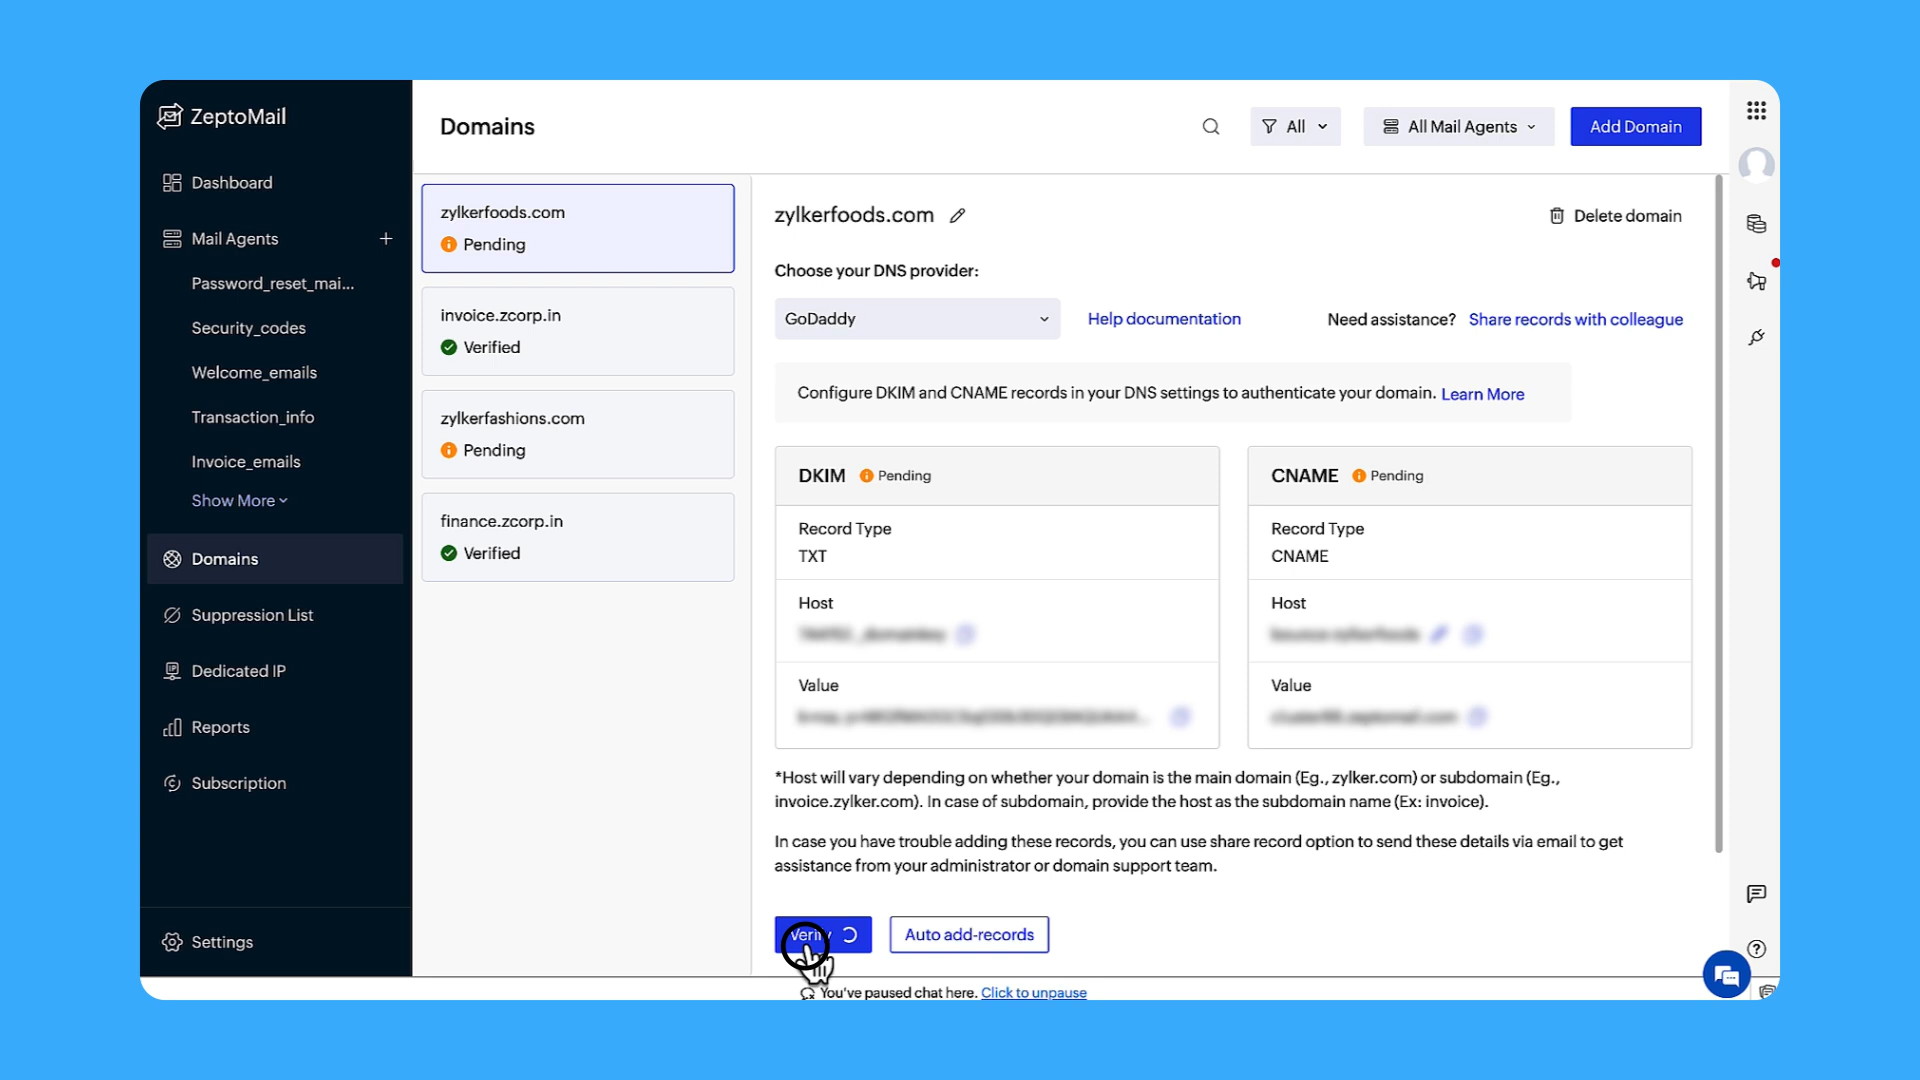 ZeptoMail
Dashboard
Mail Agents
Password_reset_mai...
Security_codes
Welcome_emails
Transaction_info
Invoice_emails
Show More
Domains
Suppression List
Dedicated IP
Reports
Subscription
Settings
Domains
All
All Mail Agents
Add Domain
zylkerfoods.com
Pending
invoice.zcorp.in
Verified
zylkerfashions.com
Pending
finance.zcorp.in
Verified
zylkerfoods.com
Delete domain
Choose your DNS provider:
GoDaddy
Help documentation
Need assistance? Share records with colleague
Configure DKIM and CNAME records in your DNS settings to authenticate your domain. Learn More
DKIM Pending
Record Type
TXT
Host
Value
CNAME Pending
Record Type
CNAME
Host
Value
*Host will vary depending on whether your domain is the main domain (Eg., zylker.com) or subdomain (Eg.,
invoice.zylker.com). In case of subdomain, provide the host as the subdomain name (Ex: invoice).
In case you have trouble adding these records, you can use share record option to send these details via email to get
assistance from your administrator or domain support team.
Verify
Auto add-records
You've paused chat here. Click to unpause